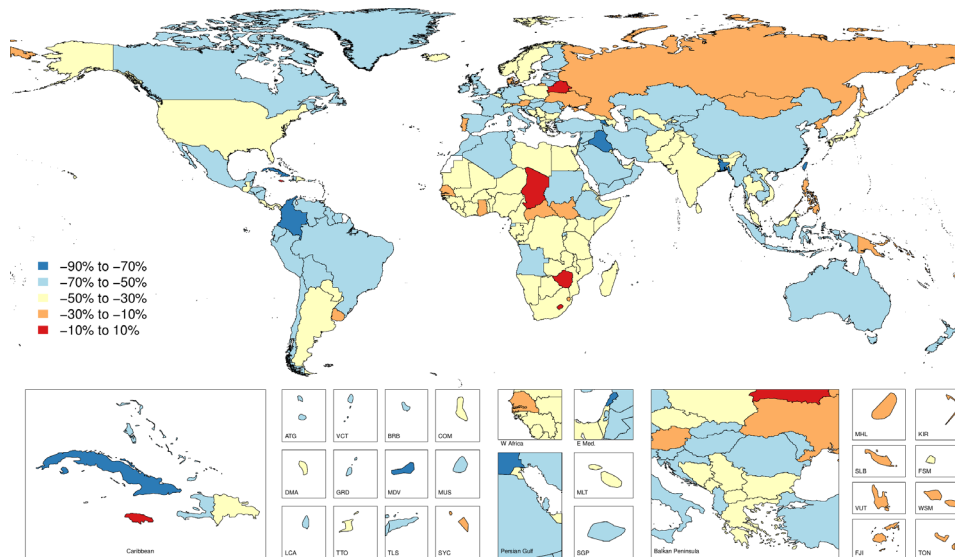 −90% to −70%
−70% to −50%
−50% to −30%
−30% to −10%
−10% to 10%
Caribbean
ATG
VCT
BRB
COM
DMA
GRD
MDV
MUS
LCA
TTO
TLS
SYC
W Africa
E Med.
Persian Gulf
MLT
SGP
Balkan Peninsula
MHL
KIR
SLB
FSM
VUT
WSM
FJI
TON